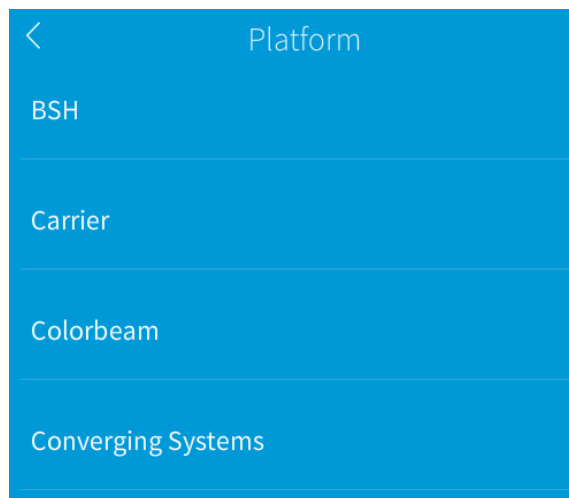 Platform
BSH
Carrier
Colorbeam
Converging Systems